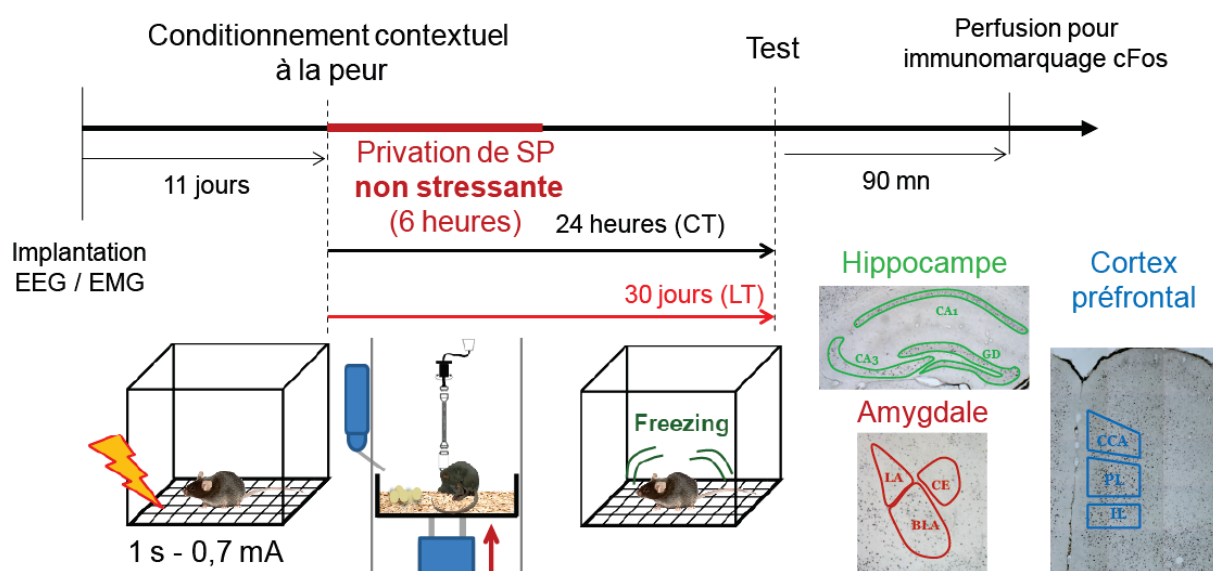 Conditionnement contextuel
à la peur
Test
Perfusion pour
immunomarquage cFos
11 jours
Privation de SP
non stressante
(6 heures)
90 mn
24 heures (CT)
Implantation
EEG / EMG
30 jours (LT)
Hippocampe
CA1
CA3
GD
Cortex
préfrontal
CCA
PL
IL
Amygdale
LA
CE
BLA
Freezing
1 s - 0,7 mA